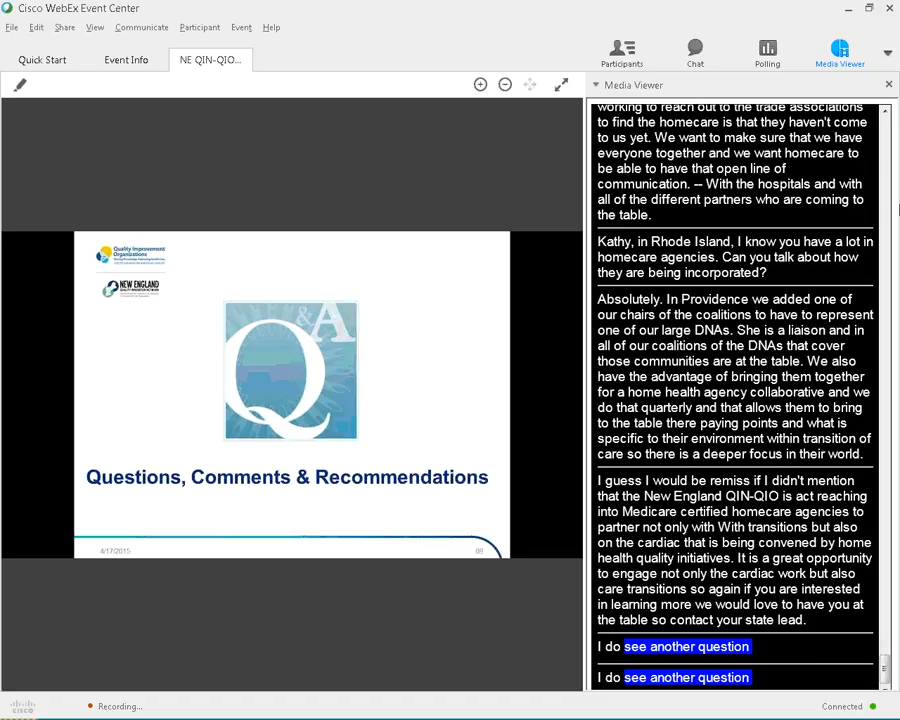 Cisco WebEx Event Center
File Edit Share View Communicate Participant Event Help
Quick Start Event Info NE QIN-QIO...
Participants Chat Polling Media Viewer
Media Viewer
working to reach out to the trade associations
to find the homecare is that they haven't come
to us yet. We want to make sure that we have
everyone together and we want homecare to
be able to have that open line of
communication. -- With the hospitals and with
all of the different partners who are coming to
the table.
Kathy, in Rhode Island, I know you have a lot in
homecare agencies. Can you talk about how
they are being incorporated?
Absolutely. In Providence we added one of
our chairs of the coalitions to have to represent
one of our large DNAs. She is a liaison and in
all of our coalitions of the DNAs that cover
those communities are at the table. We also
have the advantage of bringing them together
for a home health agency collaborative and we
do that quarterly and that allows them to bring
to the table there paying points and what is
specific to their environment within transition of
care so there is a deeper focus in their world.
I guess I would be remiss if I didn't mention
that the New England QIN-QIO is act reaching
into Medicare certified homecare agencies to
partner not only with With transitions but also
on the cardiac that is being convened by home
health quality initiatives. It is a great opportunity
to engage not only the cardiac work but also
care transitions so again if you are interested
in learning more we would love to have you at
the table so contact your state lead.
I do see another question
I do see another question
Quality Improvement
Organizations
NEW ENGLAND
Q&A
Questions, Comments & Recommendations
4/17/2015
Recording...
Connected
CISCO